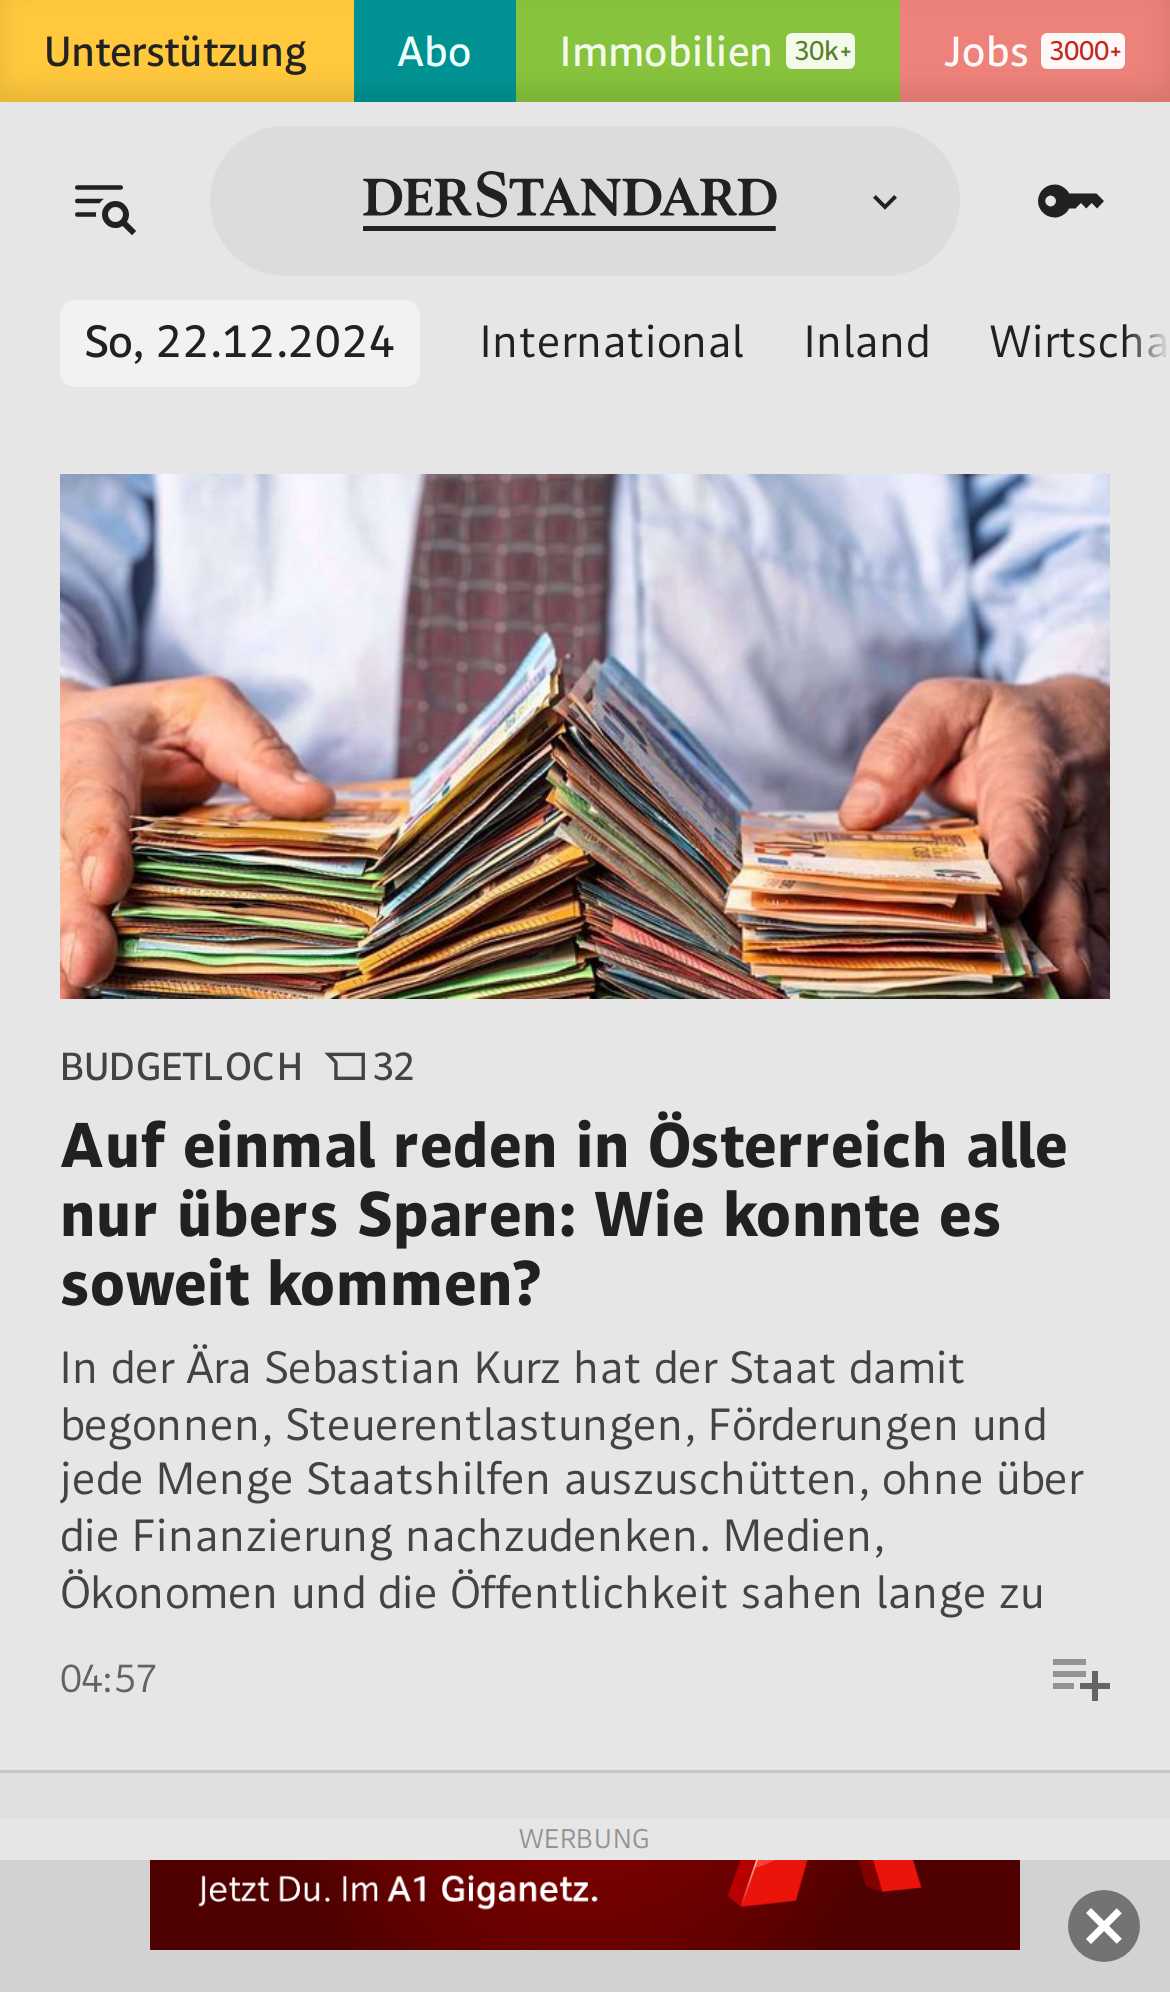 Unterstützung Abo Immobilien 30k+ Jobs 3000+
DERSTANDARD
So, 22.12.2024 International Inland Wirtscha
BUDGETLOCH 32
Auf einmal reden in Österreich alle
nur übers Sparen: Wie konnte es
soweit kommen?
In der Ära Sebastian Kurz hat der Staat damit
begonnen, Steuerentlastungen, Förderungen und
jede Menge Staatshilfen auszuschütten, ohne über
die Finanzierung nachzudenken. Medien,
Ökonomen und die Öffentlichkeit sahen lange zu
04:57
WERBUNG
Jetzt Du. Im A1 Giganetz.